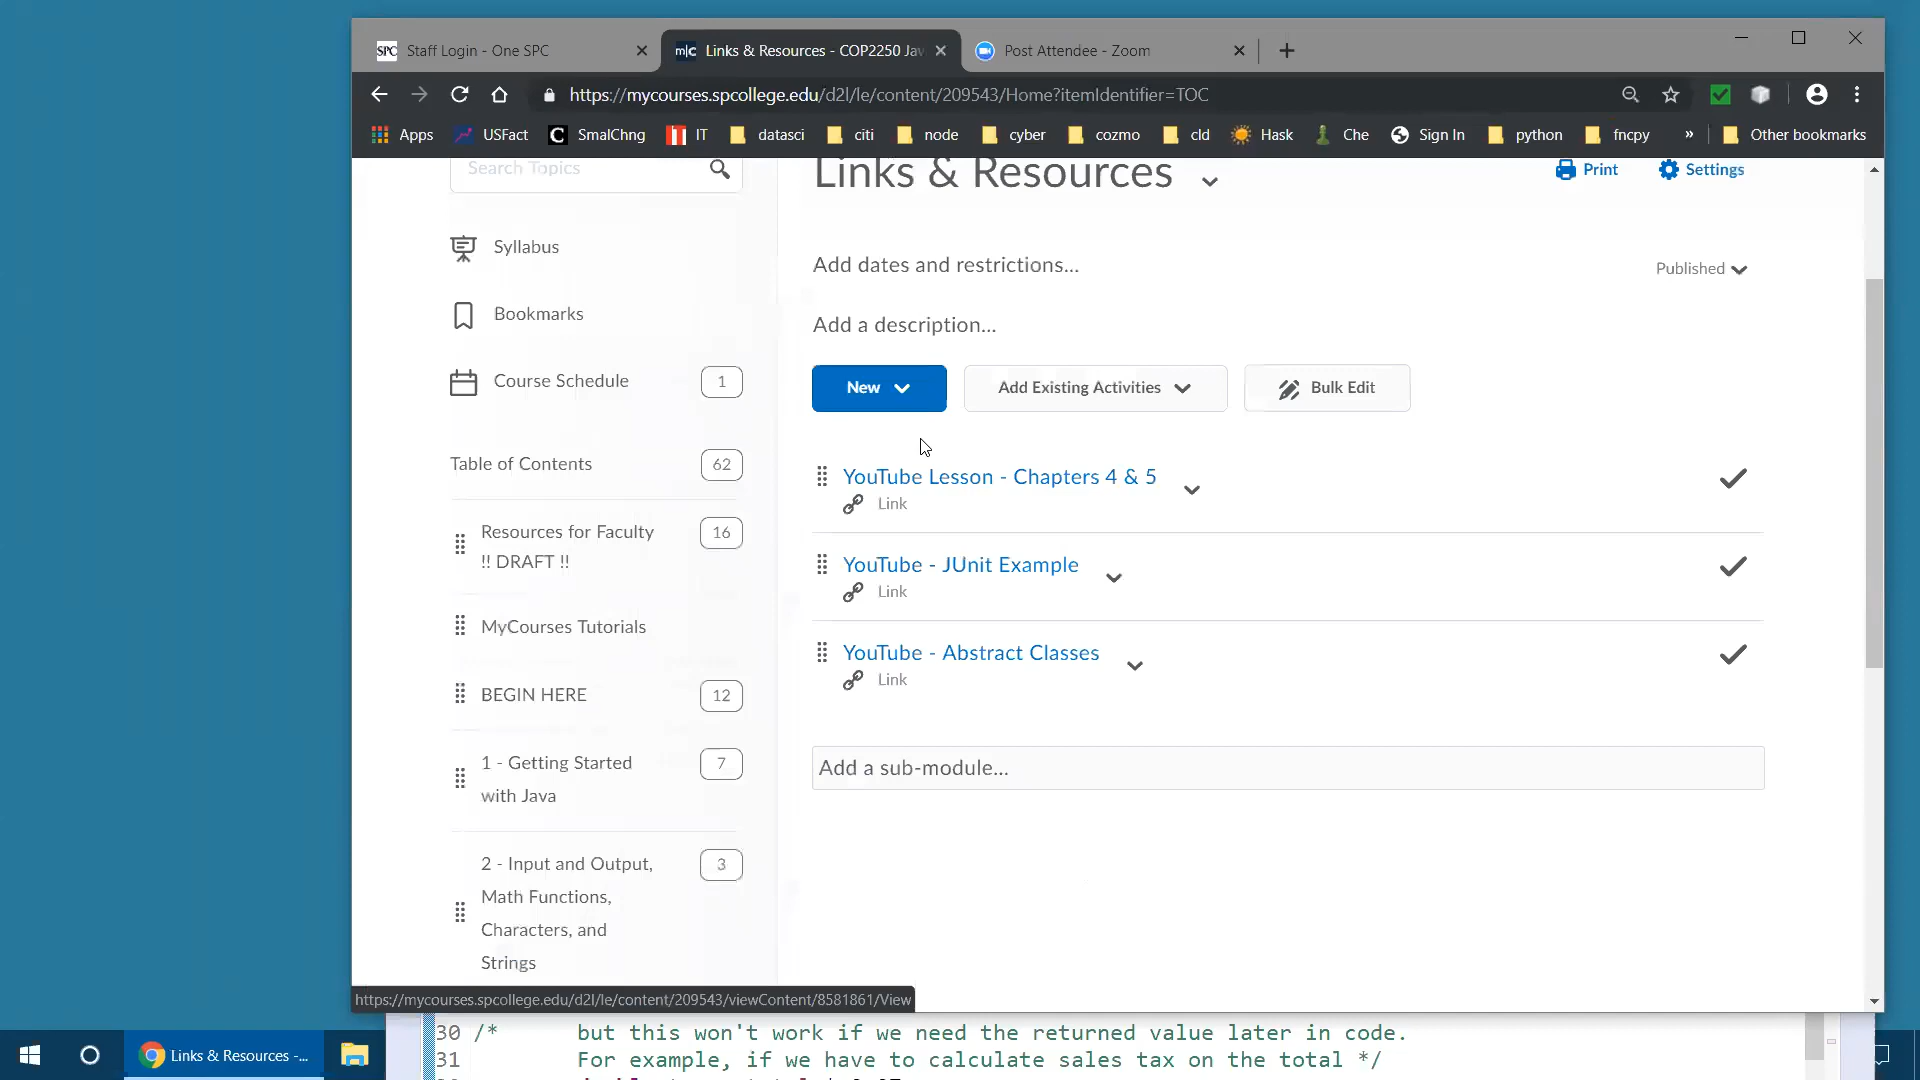 Staff Login - One SPC
Links & Resources - COP2250 Jav
Post Attendee - Zoom
https://mycourses.spcollege.edu/d2l/le/content/209543/Home?itemIdentifier=TOC
Apps USFact SmalChng IT datasci citi node cyber cozmo cld Hask Che Sign In python fncpy » Other bookmarks
Search Topics
Links & Resources
Print
Settings
Syllabus
Add dates and restrictions...
Published
Bookmarks
Add a description...
Course Schedule
1
New
Add Existing Activities
Bulk Edit
Table of Contents
62
YouTube Lesson - Chapters 4 & 5
Link
Resources for Faculty
!! DRAFT !!
16
YouTube - JUnit Example
Link
MyCourses Tutorials
YouTube - Abstract Classes
Link
BEGIN HERE
12
1 - Getting Started
with Java
7
Add a sub-module...
2 - Input and Output,
Math Functions,
Characters, and
Strings
3
https://mycourses.spcollege.edu/d2l/le/content/209543/viewContent/8581861/View
30 /* but this won't work if we need the returned value later in code.
31 For example, if we have to calculate sales tax on the total */
Links & Resources -...